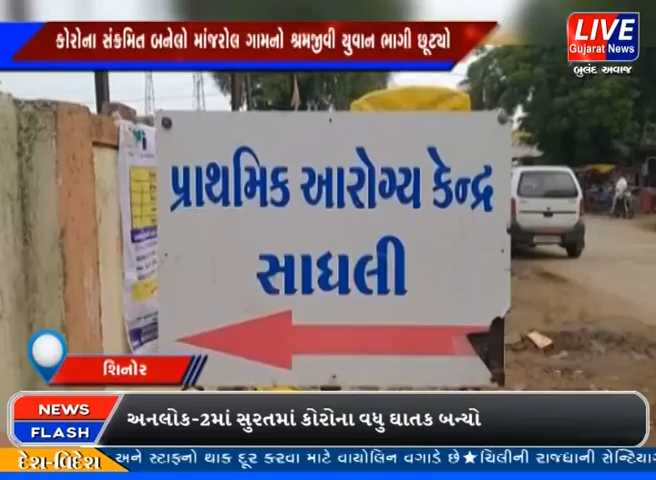 કોરોના સંક્રમિત બનેલો માંજરોલ ગામનો શ્રમજીવી યુવાન ભાગી છૂટ્યો
LIVE
Gujarat News
બુલંદ અવાજ
પ્રાથમિક આરોગ્ય કેન્દ્ર
સાધલી
શિનોર
NEWS
FLASH
અનલોક-2માં સુરતમાં કોરોના વધુ ઘાતક બન્યો
દેશ-વિદેશ
અને સ્ટાફનો થાક દૂર કરવા માટે વાયોલિન વગાડે છે★ચિલીની રાજધાની સેન્ટિયાગ